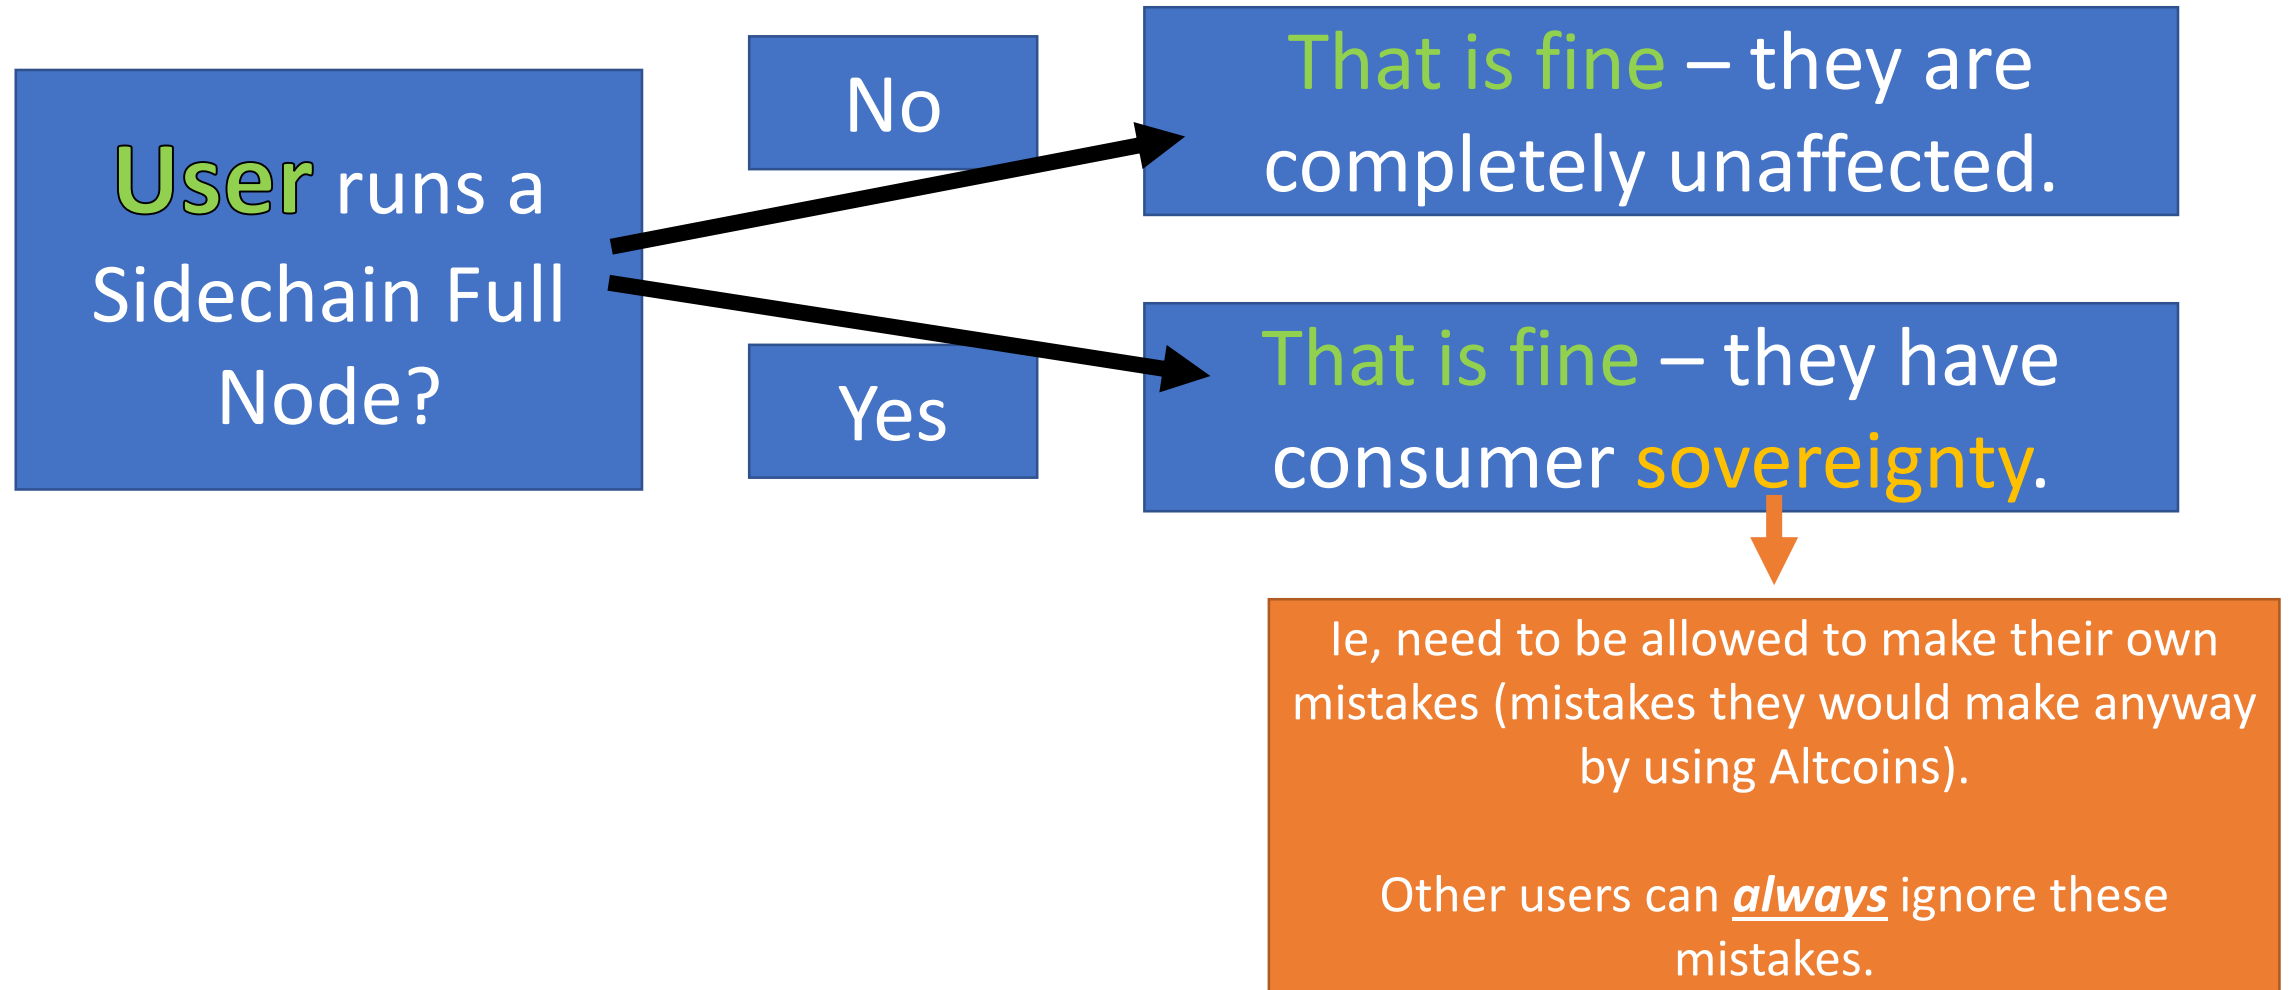 User runs a
Sidechain Full
Node?
No
That is fine – they are
completely unaffected.
Yes
That is fine – they have
consumer sovereignty.
Ie, need to be allowed to make their own
mistakes (mistakes they would make anyway
by using Altcoins).
Other users can always ignore these
mistakes.